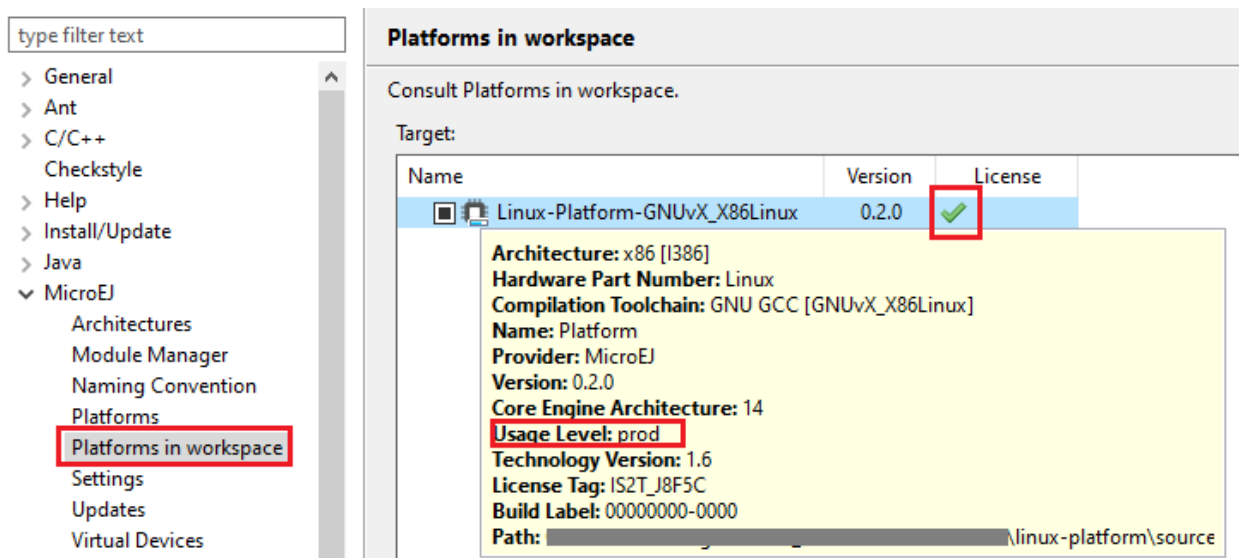 type filter text
General
Ant
C/C++
Checkstyle
Help
Install/Update
Java
MicroEJ
Architectures
Module Manager
Naming Convention
Platforms
Platforms in workspace
Settings
Updates
Virtual Devices
Platforms in workspace
Consult Platforms in workspace.
Target:
Name Version License
Linux-Platform-GNUvX_X86Linux 0.2.0
Architecture: x86 [I386]
Hardware Part Number: Linux
Compilation Toolchain: GNU GCC [GNUvX_X86Linux]
Name: Platform
Provider: MicroEJ
Version: 0.2.0
Core Engine Architecture: 14
Usage Level: prod
Technology Version: 1.6
License Tag: IS2T_J8F5C
Build Label: 00000000-0000
Path: \linux-platform\source